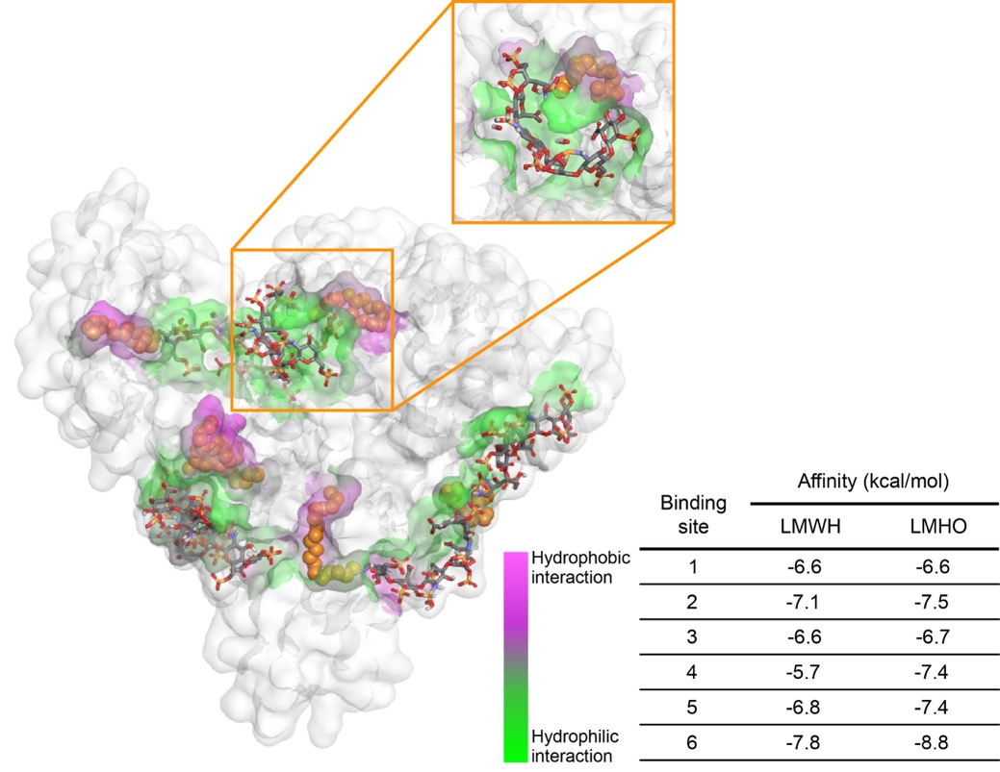 Hydrophobic
interaction
Hydrophilic
interaction
Binding
site
Affinity (kcal/mol)
LMWH LMHO
1 -6.6 -6.6
2 -7.1 -7.5
3 -6.6 -6.7
4 -5.7 -7.4
5 -6.8 -7.4
6 -7.8 -8.8